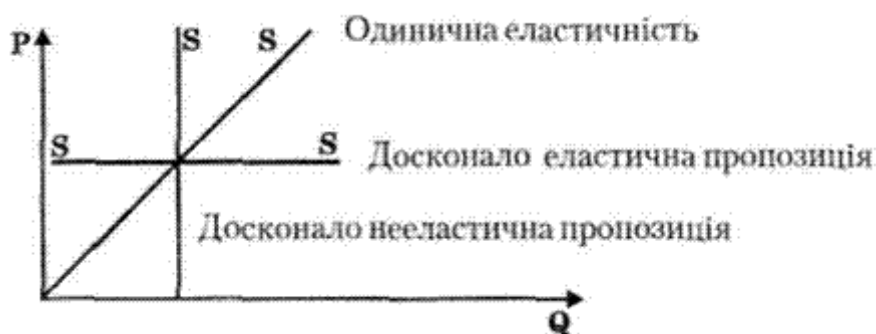 P
S
S
Одинична еластичність
S
S
Досконало еластична пропозиція
Досконало нееластична пропозиція
Q